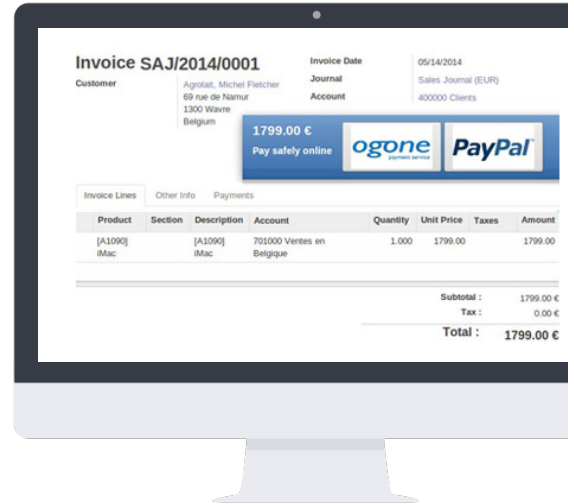 Invoice SAJ/2014/0001
Invoice Date 05/14/2014
Customer Agrolait, Michel Fletcher
Journal Sales Journal (EUR)
69 rue de Namur
Account 400000 Clients
1300 Wavre
Belgium
1799.00 €
Pay safely online
ogone
payment service
PayPal
Invoice Lines Other Info Payments
Product Section Description Account Quantity Unit Price Taxes Amount
[A1090] [A1090] 701000 Ventes en 1.000 1799.00 1799.00
iMac iMac Belgique
Subtotal : 1799.00 €
Tax : 0.00 €
Total : 1799.00 €